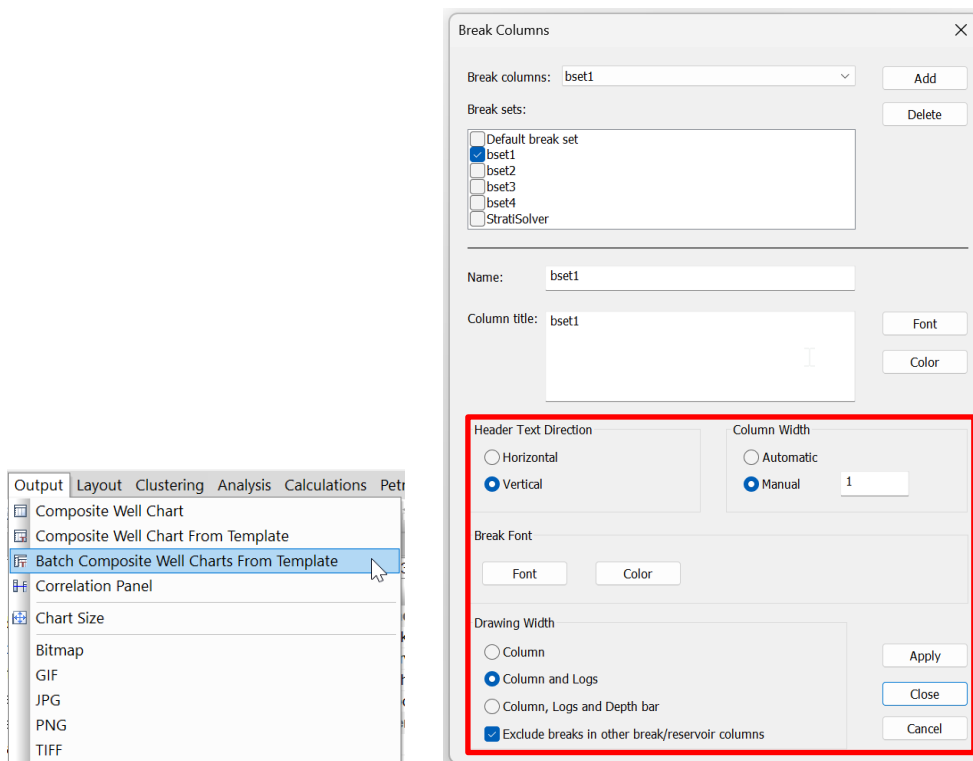 Output Layout Clustering Analysis Calculations
Composite Well Chart
Composite Well Chart From Template
Batch Composite Well Charts From Template
Correlation Panel
Chart Size
Bitmap
GIF
JPG
PNG
TIFF
Break Columns
Break columns: bset1 Add
Break sets: Delete
Default break set
bset1
bset2
bset3
bset4
StratiSolver
Name: bset1
Column title: bset1 Font
Color
Header Text Direction Column Width
Horizontal Automatic
Vertical Manual 1
Break Font
Font Color
Drawing Width
Column Apply
Column and Logs Close
Column, Logs and Depth bar
Exclude breaks in other break/reservoir columns Cancel